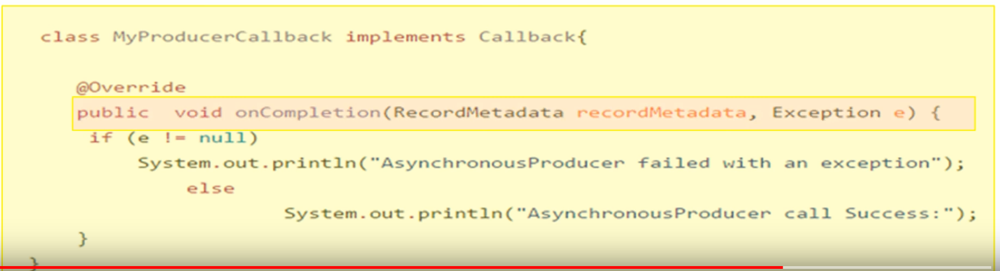 class MyProducerCallback implements Callback{
@Override
public  void onCompletion(RecordMetadata recordMetadata, Exception e) {
if (e != null)
System.out.println("AsynchronousProducer failed with an exception");
else
System.out.println("AsynchronousProducer call Success:");
}
}